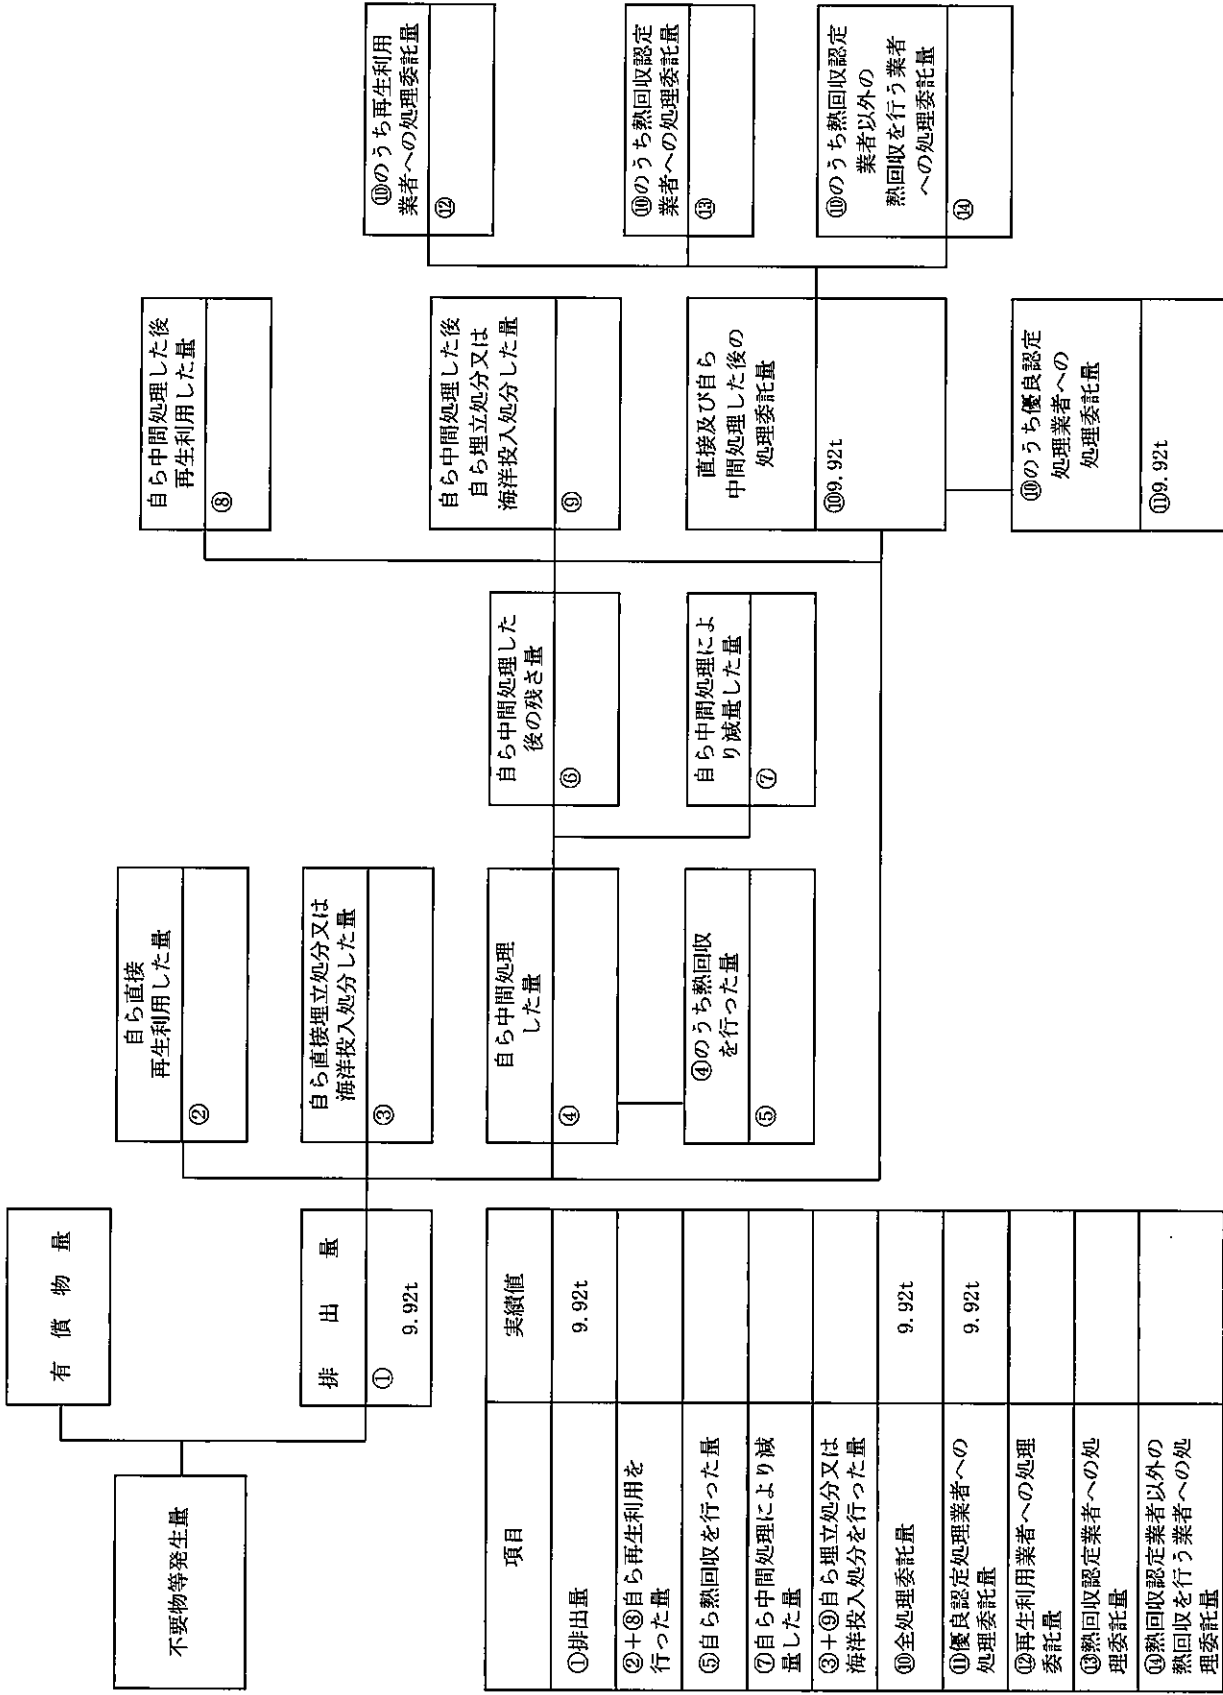 不要物等発生量
有償物量
排出量
① 9.92t
自ら直接
再生利用した量
②
自ら直接埋立処分又は
海洋投入処分した量
③
自ら中間処理
した量
④
④のうち熱回収
を行った量
⑤
自ら中間処理した
後の残さ量
⑥
自ら中間処理によ
り減量した量
⑦
自ら中間処理した後
再生利用した量
⑧
自ら中間処理した後
自ら埋立処分又は
海洋投入処分した量
⑨
直接及び自ら
中間処理した後の
処理委託量
⑩9.92t
⑩のうち優良認定
処理業者への
処理委託量
⑪9.92t
⑩のうち再生利用
業者への処理委託量
⑫
⑩のうち熱回収認定
業者への処理委託量
⑬
⑩のうち熱回収認定
業者以外の
熱回収を行う業者
への処理委託量
⑭
項目 実績値
①排出量 9.92t
②+⑧自ら再生利用を
行った量
⑤自ら熱回収を行った量
⑦自ら中間処理により減
量した量
③+⑨自ら埋立処分又は
海洋投入処分を行った量
⑩全処理委託量 9.92t
⑪優良認定処理業者への
処理委託量 9.92t
⑫再生利用業者への処理
委託量
⑬熱回収認定業者への処
理委託量
⑭熱回収認定業者以外の
熱回収を行う業者への処
理委託量